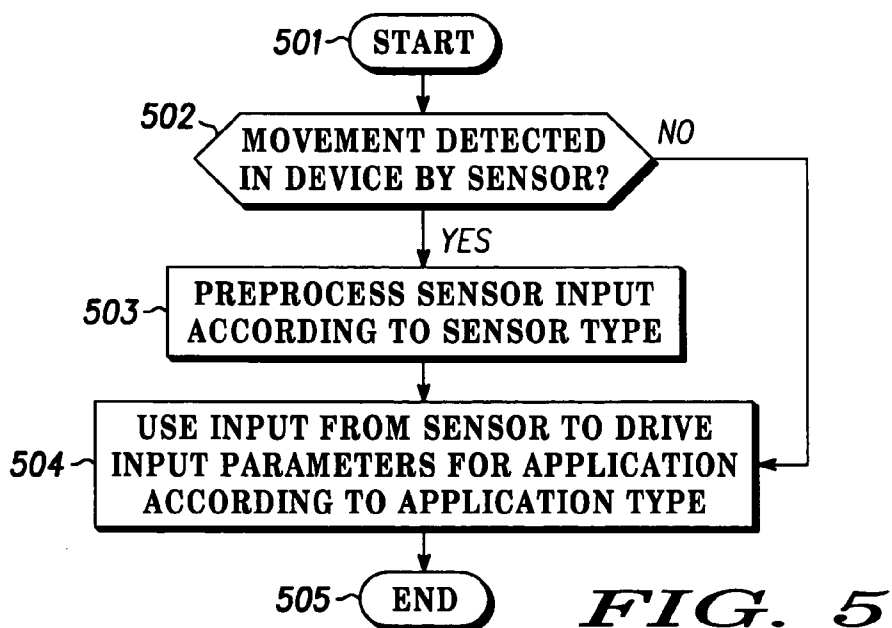 501
START
502
MOVEMENT DETECTED
IN DEVICE BY SENSOR?
NO
YES
503
PREPROCESS SENSOR INPUT
ACCORDING TO SENSOR TYPE
504
USE INPUT FROM SENSOR TO DRIVE
INPUT PARAMETERS FOR APPLICATION
ACCORDING TO APPLICATION TYPE
505
END
FIG. 5